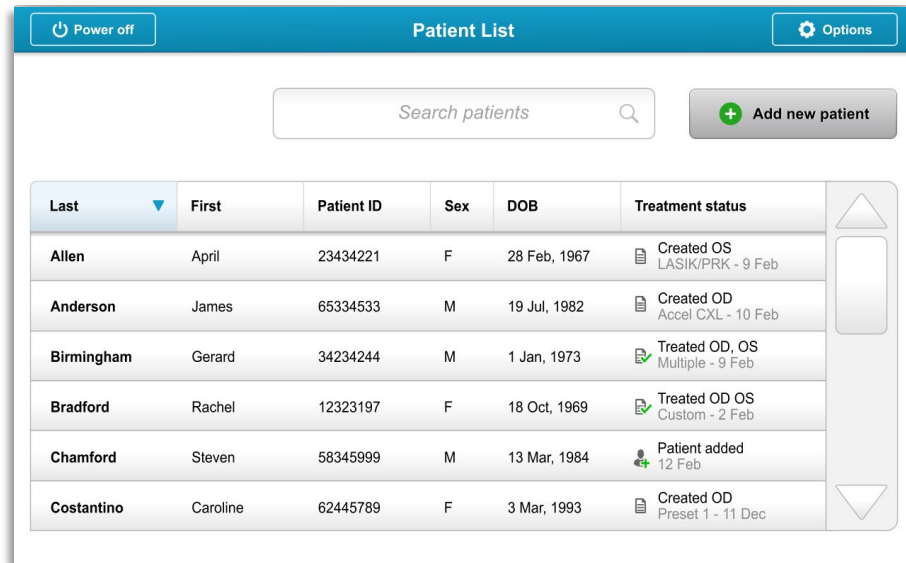 Power off
Patient List
Options
Search patients
Add new patient
Last First Patient ID Sex DOB Treatment status
Allen April 23434221 F 28 Feb, 1967 Created OS
LASIK/PRK - 9 Feb
Anderson James 65334533 M 19 Jul, 1982 Created OD
Accel CXL - 10 Feb
Birmingham Gerard 34234244 M 1 Jan, 1973 Treated OD, OS
Multiple - 9 Feb
Bradford Rachel 12323197 F 18 Oct, 1969 Treated OD OS
Custom - 2 Feb
Chamford Steven 58345999 M 13 Mar, 1984 Patient added
12 Feb
Costantino Caroline 62445789 F 3 Mar, 1993 Created OD
Preset 1 - 11 Dec